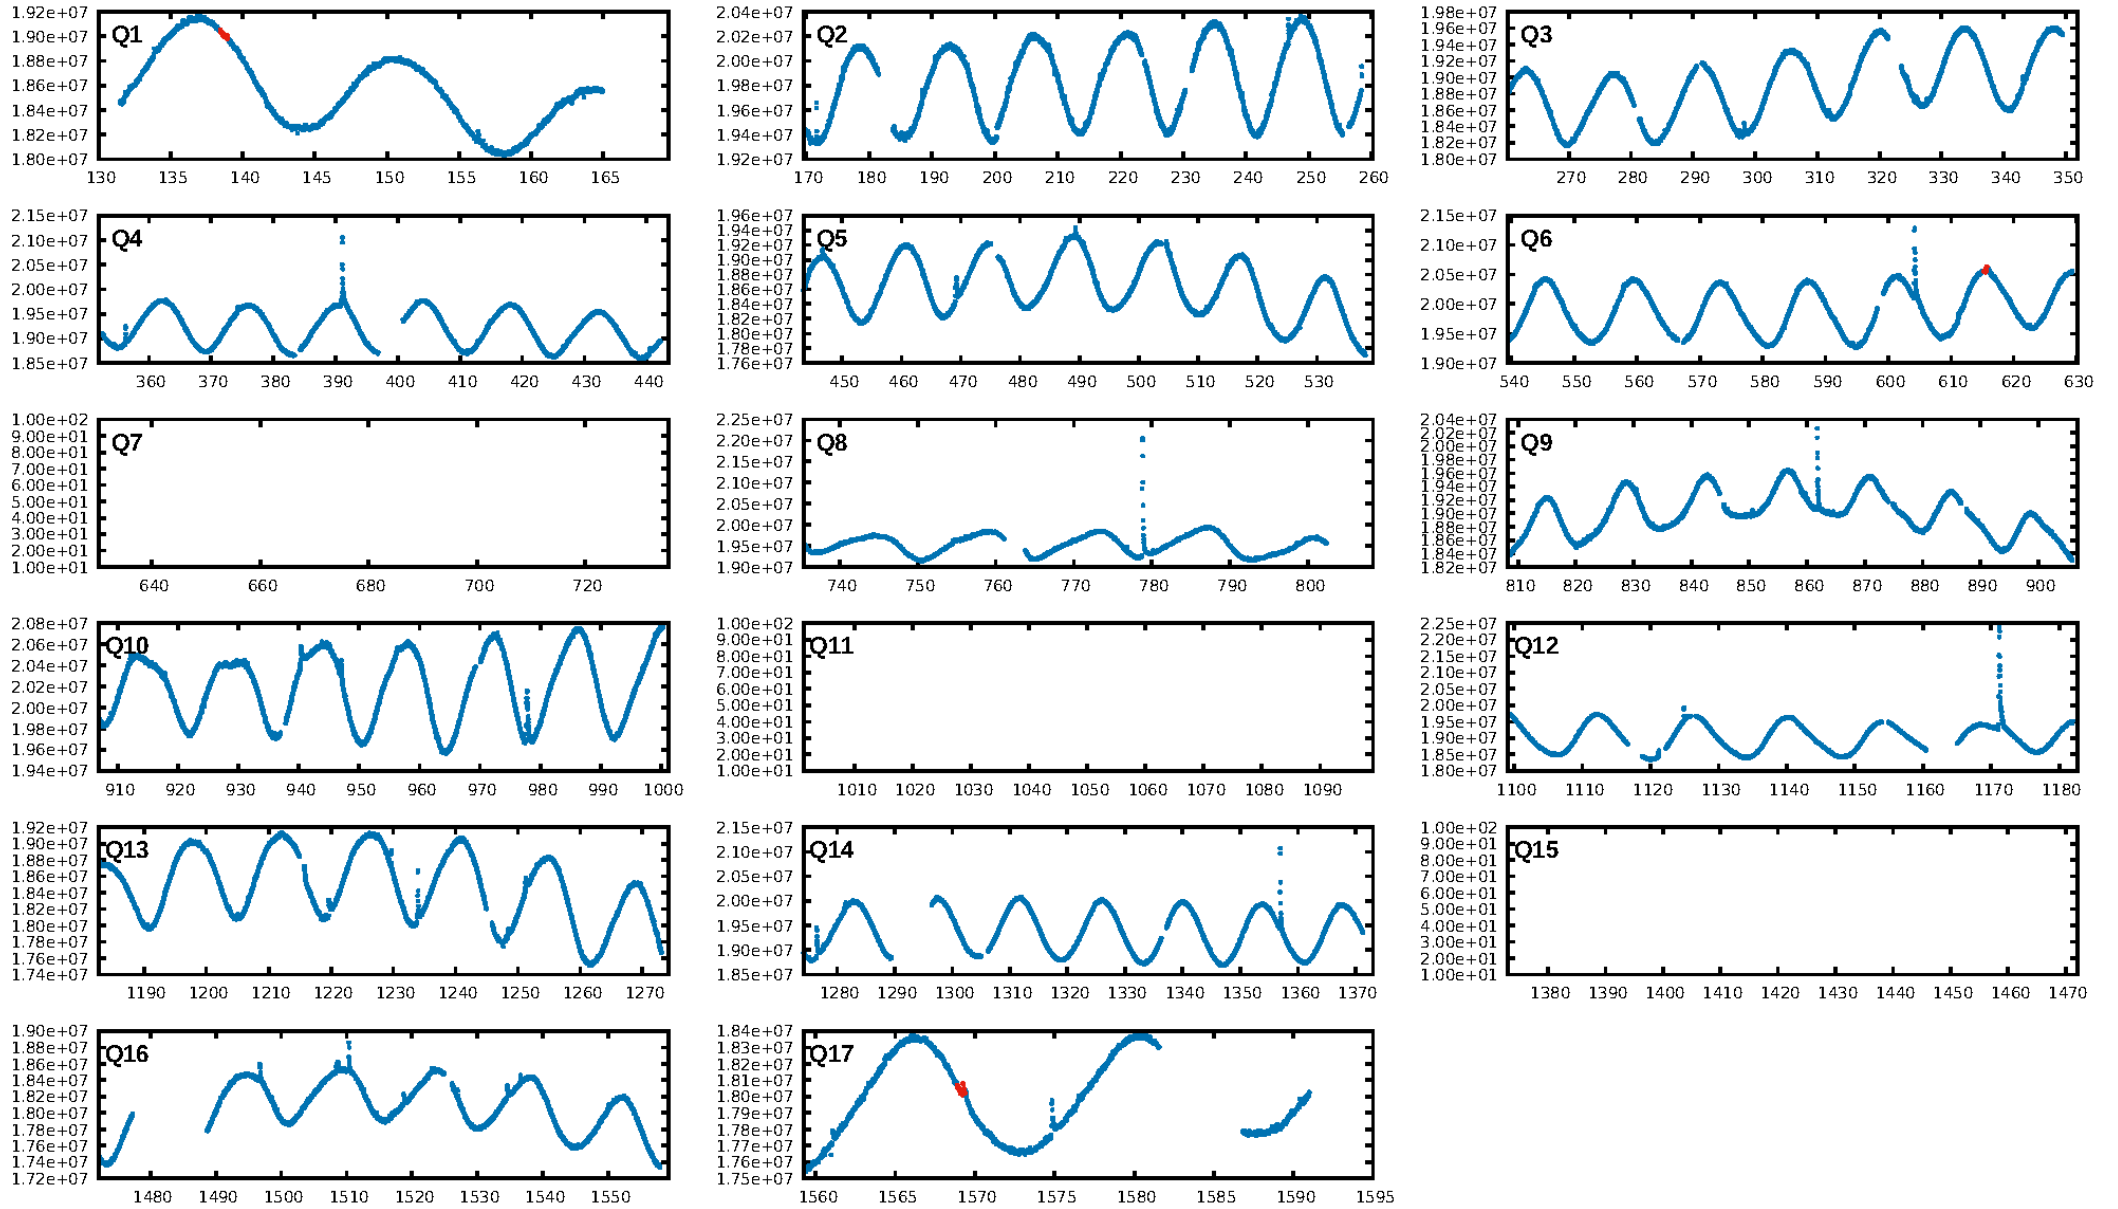 Q1
1.92e+07
1.90e+07
1.88e+07
1.86e+07
1.84e+07
1.82e+07
1.80e+07
130 135 140 145 150 155 160 165
Q2
2.04e+07
2.02e+07
2.00e+07
1.98e+07
1.96e+07
1.94e+07
1.92e+07
170 180 190 200 210 220 230 240 250 260
Q3
1.98e+07
1.96e+07
1.94e+07
1.92e+07
1.90e+07
1.88e+07
1.86e+07
1.84e+07
1.82e+07
1.80e+07
270 280 290 300 310 320 330 340 350
Q4
2.15e+07
2.10e+07
2.05e+07
2.00e+07
1.95e+07
1.90e+07
1.85e+07
360 370 380 390 400 410 420 430 440
Q5
1.96e+07
1.94e+07
1.92e+07
1.90e+07
1.88e+07
1.86e+07
1.84e+07
1.82e+07
1.80e+07
1.78e+07
1.76e+07
450 460 470 480 490 500 510 520 530
Q6
2.15e+07
2.10e+07
2.05e+07
2.00e+07
1.95e+07
1.90e+07
540 550 560 570 580 590 600 610 620 630
Q7
1.00e+02
9.00e+01
8.00e+01
7.00e+01
6.00e+01
5.00e+01
4.00e+01
3.00e+01
2.00e+01
1.00e+01
640 660 680 700 720
Q8
2.25e+07
2.20e+07
2.15e+07
2.10e+07
2.05e+07
2.00e+07
1.95e+07
1.90e+07
740 750 760 770 780 790 800
Q9
2.04e+07
2.02e+07
2.00e+07
1.98e+07
1.96e+07
1.94e+07
1.92e+07
1.90e+07
1.88e+07
1.86e+07
1.84e+07
1.82e+07
810 820 830 840 850 860 870 880 890 900
Q10
2.08e+07
2.06e+07
2.04e+07
2.02e+07
2.00e+07
1.98e+07
1.96e+07
1.94e+07
910 920 930 940 950 960 970 980 990 1000
Q11
1.00e+02
9.00e+01
8.00e+01
7.00e+01
6.00e+01
5.00e+01
4.00e+01
3.00e+01
2.00e+01
1.00e+01
1010 1020 1030 1040 1050 1060 1070 1080 1090
Q12
2.25e+07
2.20e+07
2.15e+07
2.10e+07
2.05e+07
2.00e+07
1.95e+07
1.90e+07
1.85e+07
1.80e+07
1100 1110 1120 1130 1140 1150 1160 1170 1180
Q13
1.92e+07
1.90e+07
1.88e+07
1.86e+07
1.84e+07
1.82e+07
1.80e+07
1.78e+07
1.76e+07
1.74e+07
1190 1200 1210 1220 1230 1240 1250 1260 1270
Q14
2.15e+07
2.10e+07
2.05e+07
2.00e+07
1.95e+07
1.90e+07
1.85e+07
1280 1290 1300 1310 1320 1330 1340 1350 1360 1370
Q15
1.00e+02
9.00e+01
8.00e+01
7.00e+01
6.00e+01
5.00e+01
4.00e+01
3.00e+01
2.00e+01
1.00e+01
1380 1390 1400 1410 1420 1430 1440 1450 1460 1470
Q16
1.90e+07
1.88e+07
1.86e+07
1.84e+07
1.82e+07
1.80e+07
1.78e+07
1.76e+07
1.74e+07
1.72e+07
1480 1490 1500 1510 1520 1530 1540 1550
Q17
1.84e+07
1.83e+07
1.82e+07
1.81e+07
1.80e+07
1.79e+07
1.78e+07
1.77e+07
1.76e+07
1.75e+07
1560 1565 1570 1575 1580 1585 1590 1595